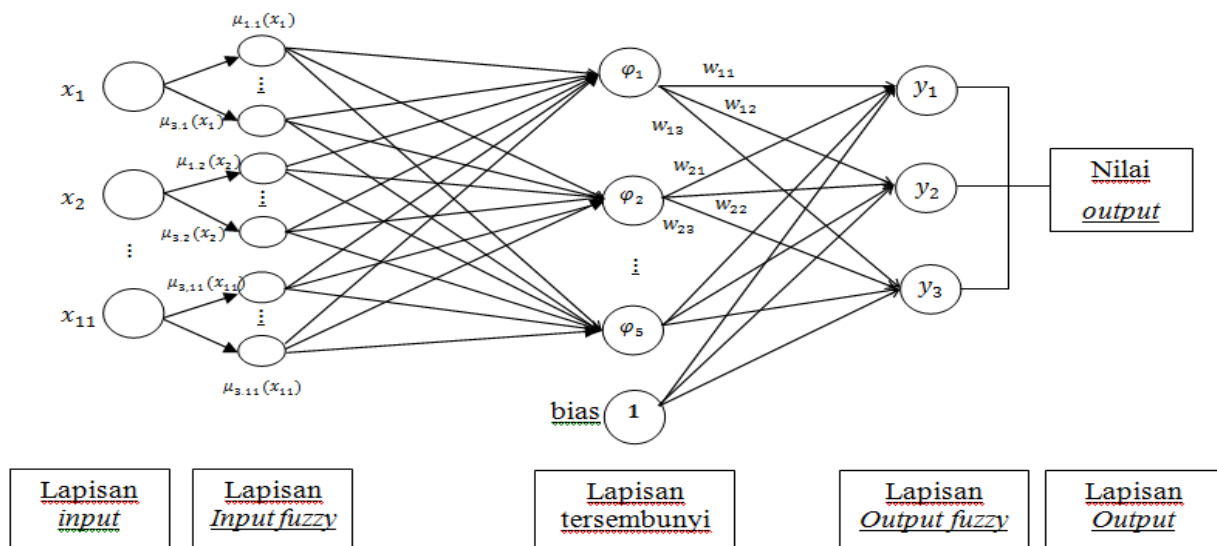 μ₁.₁(x₁)
x₁
⋮
μ₃.₁(x₁)
μ₁.₂(x₂)
x₂
⋮
μ₃.₂(x₂)
⋮
μ₃,₁₁(x₁₁)
x₁₁
⋮
μ₃.₁₁(x₁₁)
φ₁
φ₂
⋮
φ₅
bias 1
w₁₁
w₁₂
w₁₃
w₂₁
w₂₂
w₂₃
y₁
y₂
y₃
Nilai
output
Lapisan
input
Lapisan
Input fuzzy
Lapisan
tersembunyi
Lapisan
Output fuzzy
Lapisan
Output